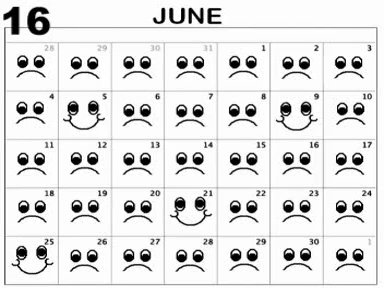 16 JUNE
28 29 30 31 1 2 3
4 5 6 7 8 9 10
11 12 13 14 15 16 17
18 19 20 21 22 23 24
25 26 27 28 29 30 1